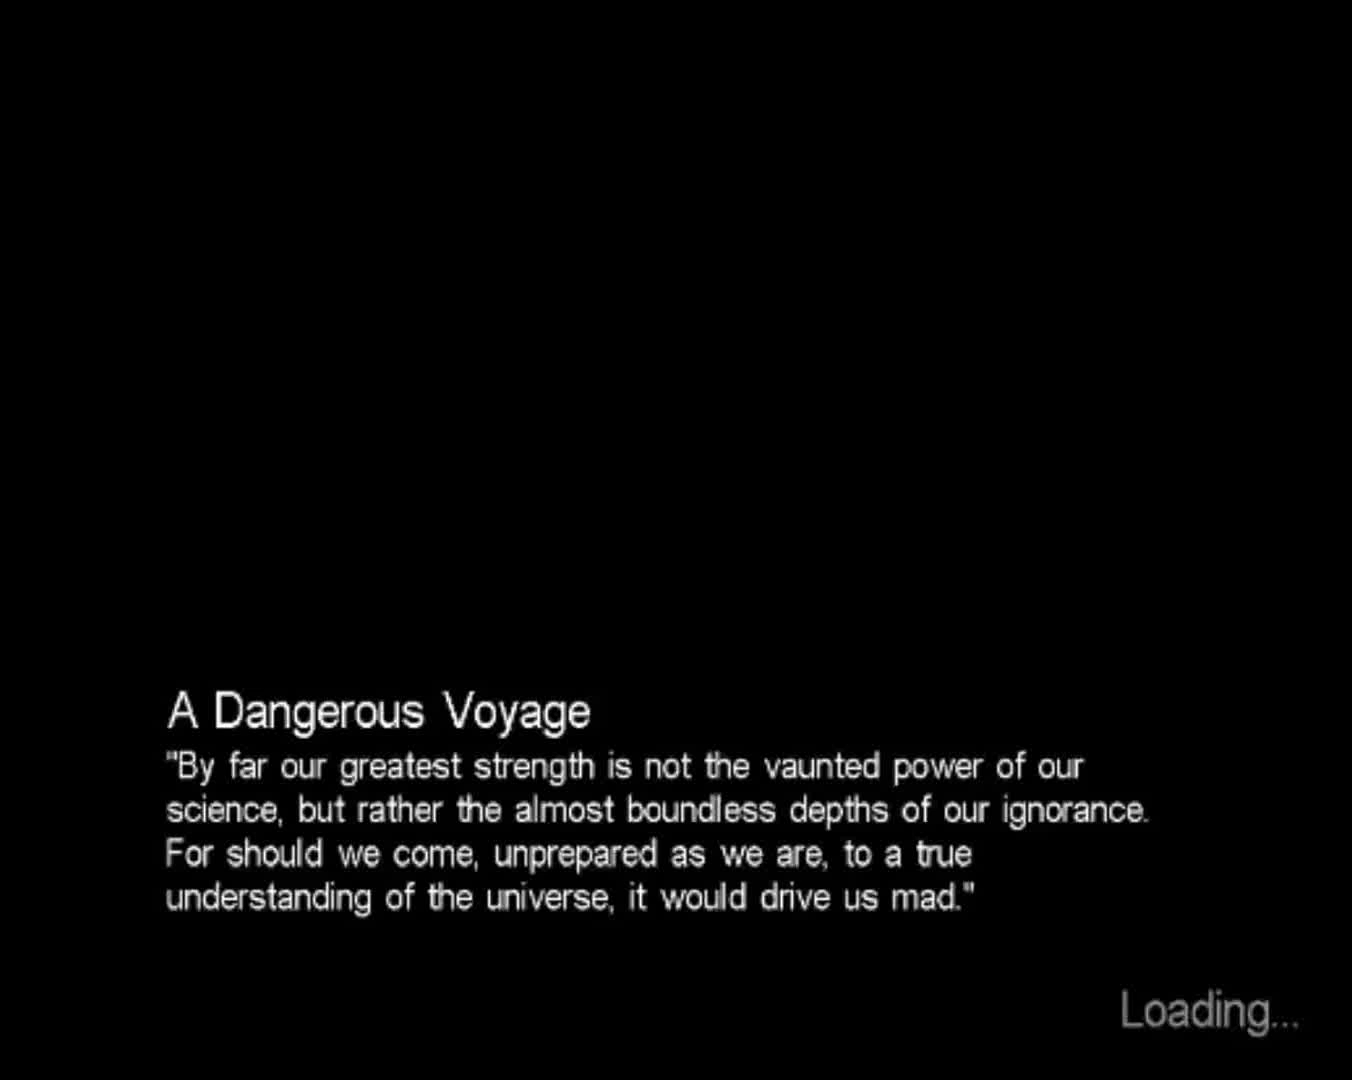 A Dangerous Voyage
"By far our greatest strength is not the vaunted power of our
science, but rather the almost boundless depths of our ignorance.
For should we come, unprepared as we are, to a true
understanding of the universe, it would drive us mad."
Loading...